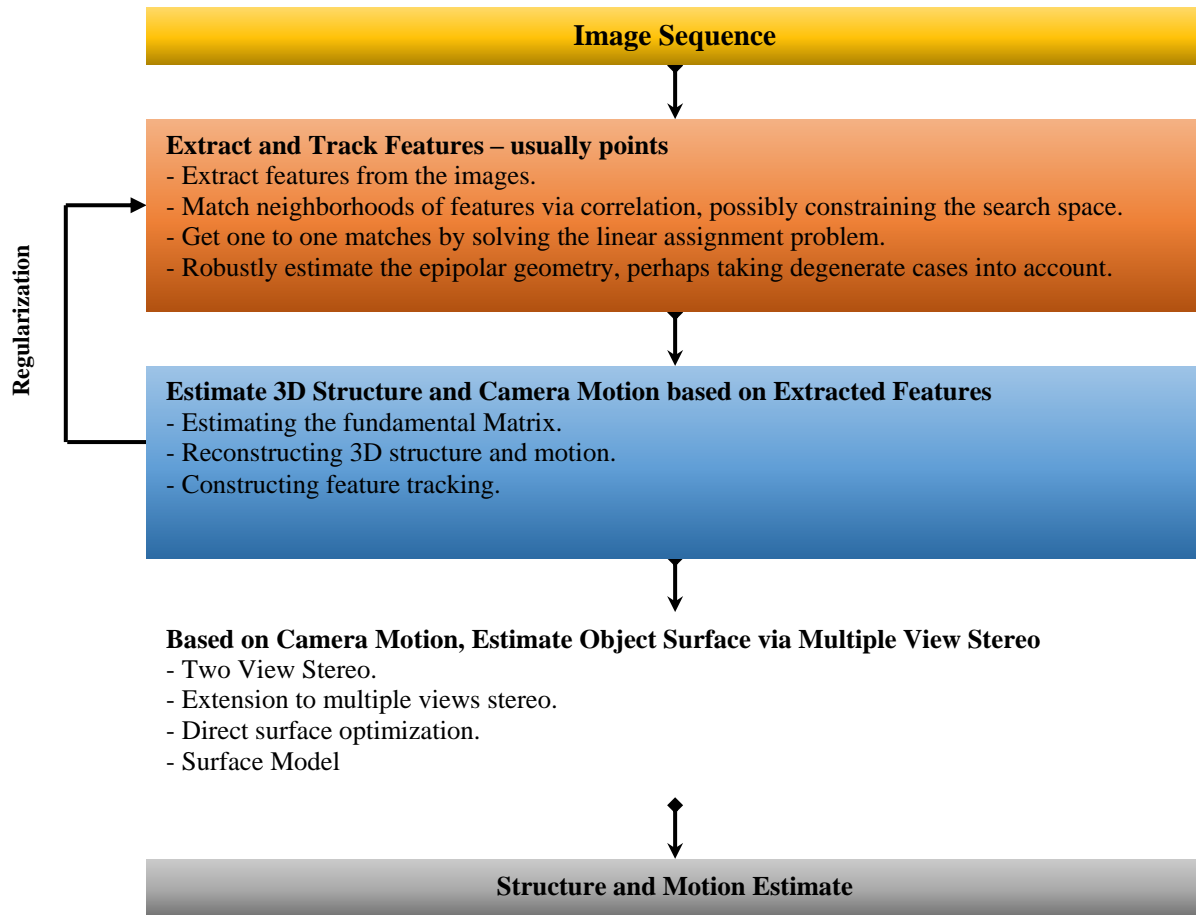 Image Sequence
Extract and Track Features – usually points
- Extract features from the images.
- Match neighborhoods of features via correlation, possibly constraining the search space.
- Get one to one matches by solving the linear assignment problem.
- Robustly estimate the epipolar geometry, perhaps taking degenerate cases into account.
Regularization
Estimate 3D Structure and Camera Motion based on Extracted Features
- Estimating the fundamental Matrix.
- Reconstructing 3D structure and motion.
- Constructing feature tracking.
Based on Camera Motion, Estimate Object Surface via Multiple View Stereo
- Two View Stereo.
- Extension to multiple views stereo.
- Direct surface optimization.
- Surface Model
Structure and Motion Estimate